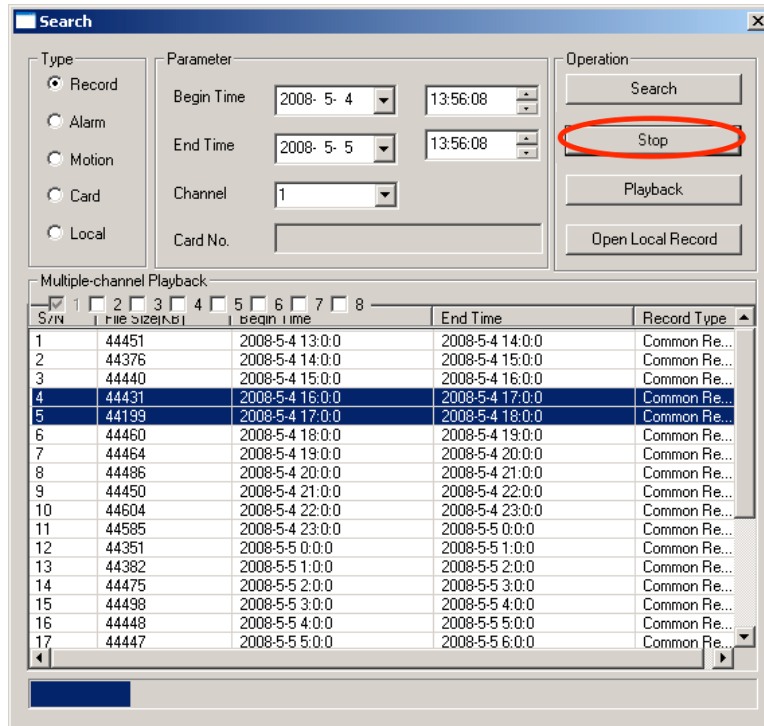 Search
Type
Record
Alarm
Motion
Card
Local
Parameter
Begin Time 2008- 5- 4 13:56:08
End Time 2008- 5- 5 13:56:08
Channel 1
Card No.
Operation
Search
Stop
Playback
Open Local Record
Multiple-channel Playback
1 2 3 4 5 6 7 8
S/N File Size(KB) Begin Time End Time Record Type
1 44451 2008-5-4 13:0:0 2008-5-4 14:0:0 Common Re...
2 44376 2008-5-4 14:0:0 2008-5-4 15:0:0 Common Re...
3 44440 2008-5-4 15:0:0 2008-5-4 16:0:0 Common Re...
4 44431 2008-5-4 16:0:0 2008-5-4 17:0:0 Common Re...
5 44199 2008-5-4 17:0:0 2008-5-4 18:0:0 Common Re...
6 44460 2008-5-4 18:0:0 2008-5-4 19:0:0 Common Re...
7 44464 2008-5-4 19:0:0 2008-5-4 20:0:0 Common Re...
8 44486 2008-5-4 20:0:0 2008-5-4 21:0:0 Common Re...
9 44450 2008-5-4 21:0:0 2008-5-4 22:0:0 Common Re...
10 44604 2008-5-4 22:0:0 2008-5-4 23:0:0 Common Re...
11 44585 2008-5-4 23:0:0 2008-5-5 0:0:0 Common Re...
12 44351 2008-5-5 0:0:0 2008-5-5 1:0:0 Common Re...
13 44382 2008-5-5 1:0:0 2008-5-5 2:0:0 Common Re...
14 44475 2008-5-5 2:0:0 2008-5-5 3:0:0 Common Re...
15 44498 2008-5-5 3:0:0 2008-5-5 4:0:0 Common Re...
16 44448 2008-5-5 4:0:0 2008-5-5 5:0:0 Common Re...
17 44447 2008-5-5 5:0:0 2008-5-5 6:0:0 Common Re...